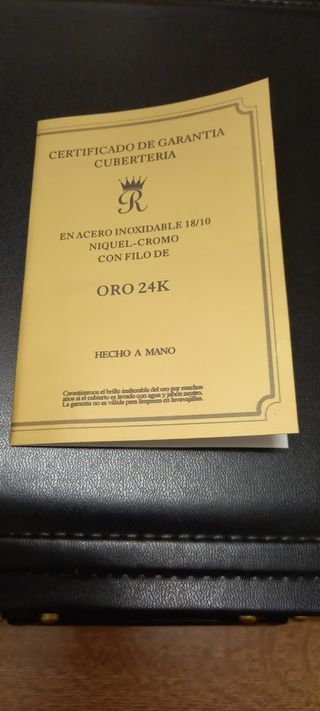 CERTIFICADO DE GARANTIA
CUBERTERIA
R
EN ACERO INOXIDABLE 18/10
NIQUEL-CROMO
CON FILO DE
ORO 24K
HECHO A MANO
Garantizamos el brillo inalterable del oro por muchos
años si el cubierto es lavado con agua y jabón neutro.
La garantia no es válida para limpieza en lavavajillas.